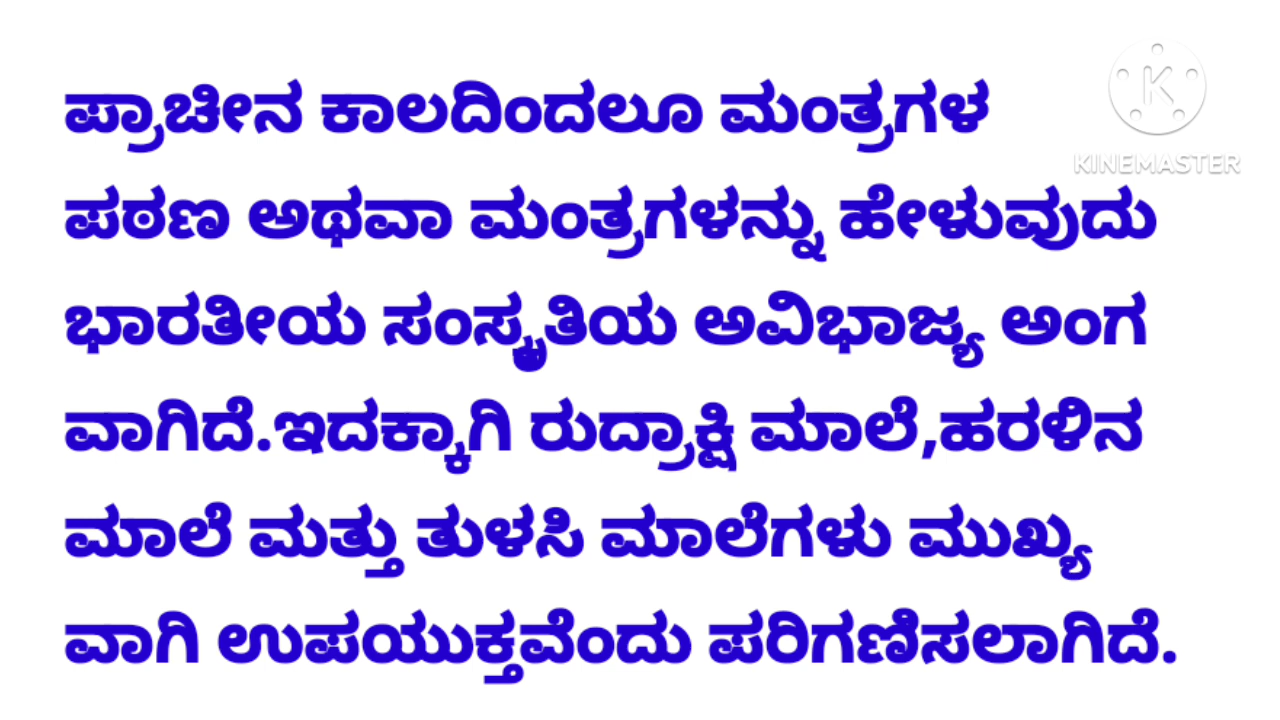 ಪ್ರಾಚೀನ ಕಾಲದಿಂದಲೂ ಮಂತ್ರಗಳ
KINEMASTER
ಪಠಣ ಅಥವಾ ಮಂತ್ರಗಳನ್ನು ಹೇಳುವುದು
ಭಾರತೀಯ ಸಂಸ್ಕೃತಿಯ ಅವಿಭಾಜ್ಯ ಅಂಗ
ವಾಗಿದೆ.ಇದಕ್ಕಾಗಿ ರುದ್ರಾಕ್ಷಿ ಮಾಲೆ,ಹರಳಿನ
ಮಾಲೆ ಮತ್ತು ತುಳಸಿ ಮಾಲೆಗಳು ಮುಖ್ಯ
ವಾಗಿ ಉಪಯುಕ್ತವೆಂದು ಪರಿಗಣಿಸಲಾಗಿದೆ.